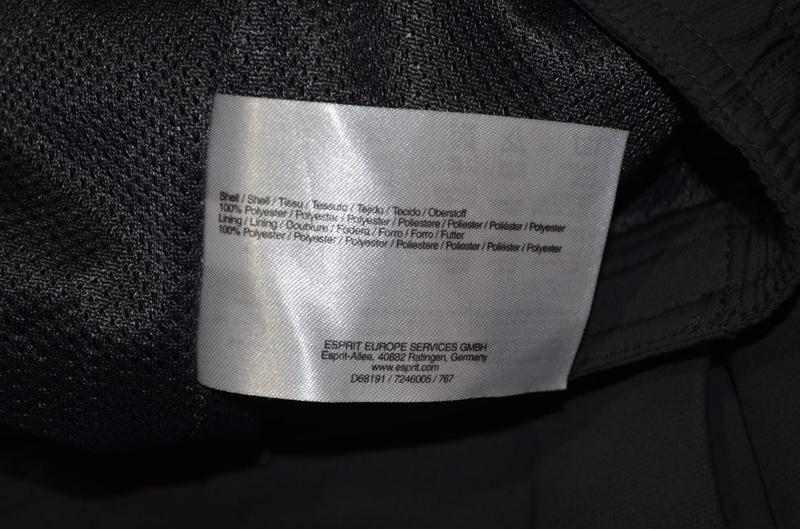 Shell / Shell / Tissu / Tessuto / Tejido / Tecido / Oberstoff
100% Polyester / Polyester / Polyester / Poliestere / Poliester / Poliéster / Polyester
Lining / Lining / Doublure / Fodera / Forro / Forro / Futter
100% Polyester / Polyester / Polyester / Poliestere / Poliester / Poliéster / Polyester
ESPRIT EUROPE SERVICES GMBH
Esprit-Allee, 40882 Ratingen, Germany
www.esprit.com
D68191 / 7246005 / 767